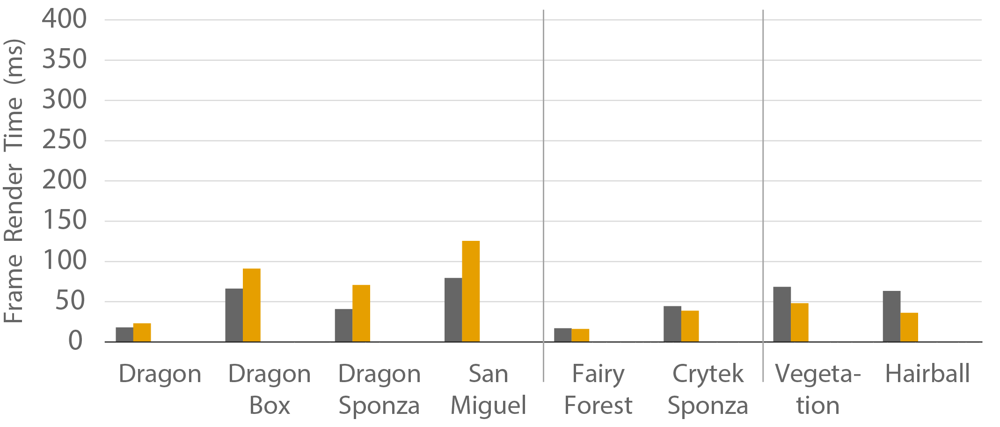 Frame Render Time (ms)
400
350
300
250
200
150
100
50
0
Dragon
Dragon
Box
Dragon
Sponza
San
Miguel
Fairy
Forest
Crytek
Sponza
Vegeta-
tion
Hairball